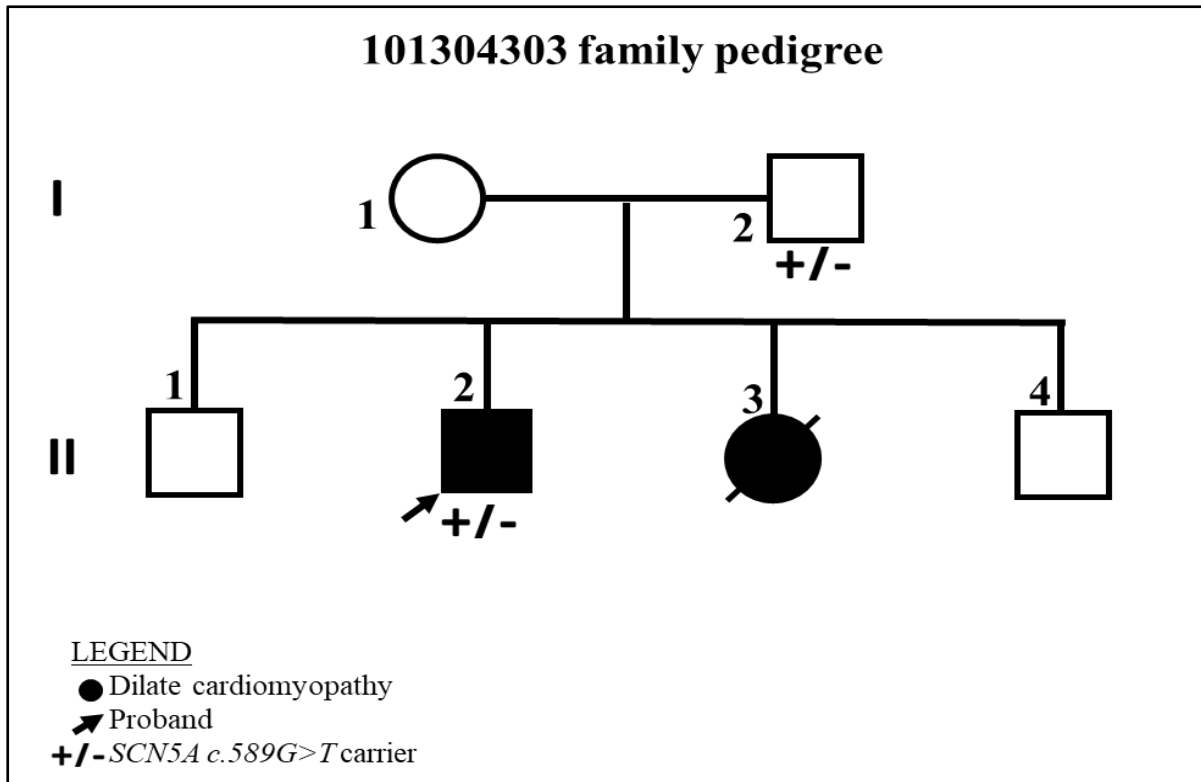 101304303 family pedigree
I
1
2
+/-
1
2
3
4
II
+/-
LEGEND
Dilate cardiomyopathy
Proband
+/- SCN5A c.589G>T carrier